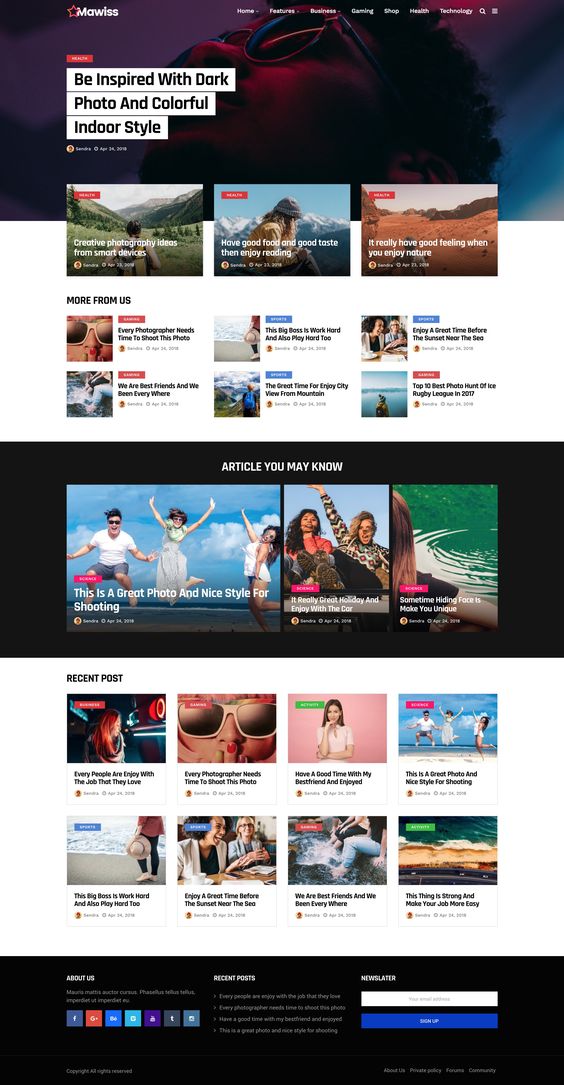 Mawiss
Home Features Business Gaming Shop Health Technology
HEALTH
Be Inspired With Dark
Photo And Colorful
Indoor Style
Sendra Apr 24, 2018
HEALTH
Creative photography ideas
from smart devices
Sendra Apr 23, 2018
HEALTH
Have good food and good taste
then enjoy reading
Sendra Apr 23, 2018
HEALTH
It really have good feeling when
you enjoy nature
Sendra Apr 23, 2018
MORE FROM US
GAMING
Every Photographer Needs
Time To Shoot This Photo
Sendra Apr 24, 2018
SPORTS
This Big Boss Is Work Hard
And Also Play Hard Too
Sendra Apr 24, 2018
SPORTS
Enjoy A Great Time Before
The Sunset Near The Sea
Sendra Apr 24, 2018
GAMING
We Are Best Friends And We
Been Every Where
Sendra Apr 24, 2018
SPORTS
The Great Time For Enjoy City
View From Mountain
Sendra Apr 24, 2018
GAMING
Top 10 Best Photo Hunt Of Ice
Rugby League In 2017
Sendra Apr 24, 2018
ARTICLE YOU MAY KNOW
SCIENCE
This Is A Great Photo And Nice Style For
Shooting
Sendra Apr 24, 2018
SCIENCE
It Really Great Holiday And
Enjoy With The Car
Sendra Apr 24, 2018
SCIENCE
Sometime Hiding Face Is
Make You Unique
Sendra Apr 24, 2018
RECENT POST
BUSINESS
Every People Are Enjoy With
The Job That They Love
Sendra Apr 24, 2018
GAMING
Every Photographer Needs
Time To Shoot This Photo
Sendra Apr 24, 2018
ACTIVITY
Have A Good Time With My
Bestfriend And Enjoyed
Sendra Apr 24, 2018
SCIENCE
This Is A Great Photo And
Nice Style For Shooting
Sendra Apr 24, 2018
SPORTS
This Big Boss Is Work Hard
And Also Play Hard Too
Sendra Apr 24, 2018
SPORTS
Enjoy A Great Time Before
The Sunset Near The Sea
Sendra Apr 24, 2018
GAMING
We Are Best Friends And We
Been Every Where
Sendra Apr 24, 2018
ACTIVITY
This Thing Is Strong And
Make Your Job More Easy
Sendra Apr 24, 2018
ABOUT US
Mauris mattis auctor cursus. Phasellus tellus tellus,
imperdiet ut imperdiet eu.
f G+ Bē t
RECENT POSTS
Every people are enjoy with the job that they love
Every photographer needs time to shoot this photo
Have a good time with my bestfriend and enjoyed
This is a great photo and nice style for shooting
NEWSLATER
Your email address
SIGN UP
Copyright All rights reserved
About Us Private policy Forums Community